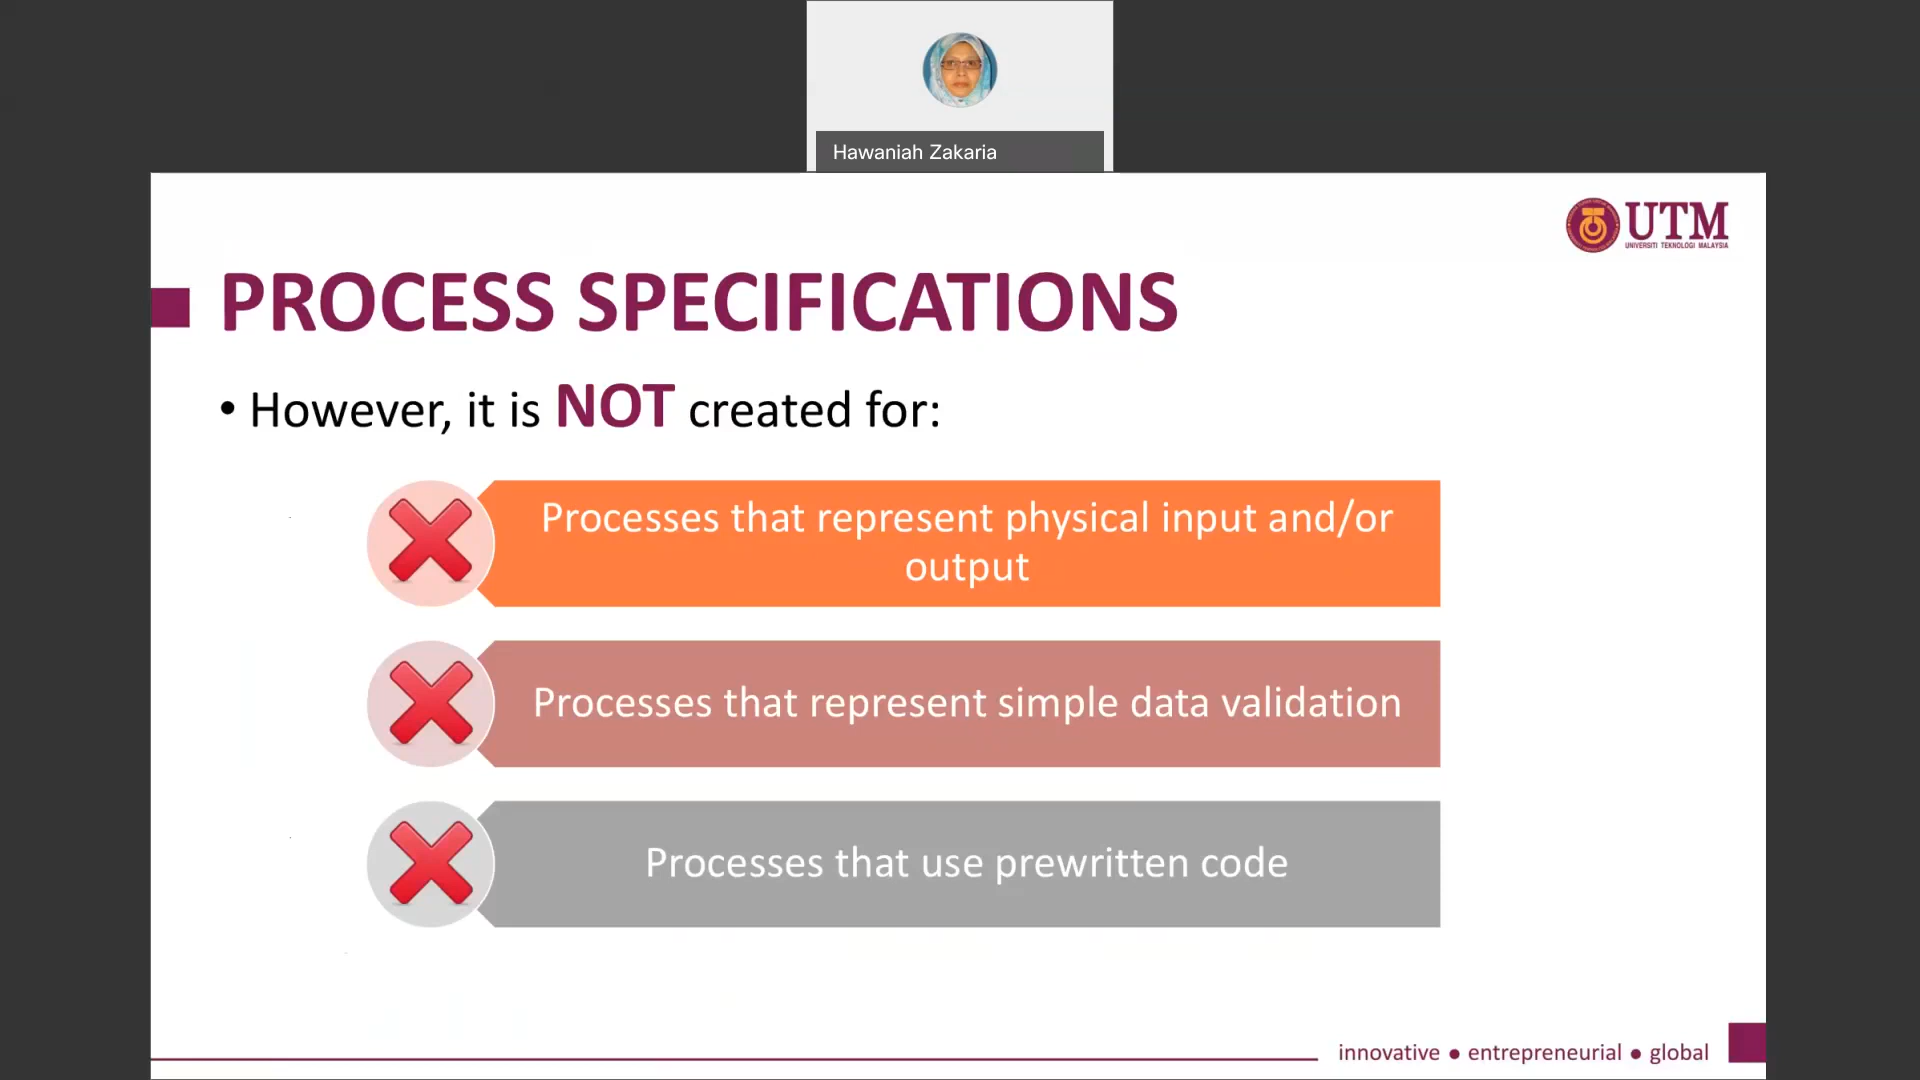 Hawaniah Zakaria
UTM
UNIVERSITI TEKNOLOGI MALAYSIA
PROCESS SPECIFICATIONS
• However, it is NOT created for:
Processes that represent physical input and/or
output
Processes that represent simple data validation
Processes that use prewritten code
innovative ● entrepreneurial ● global